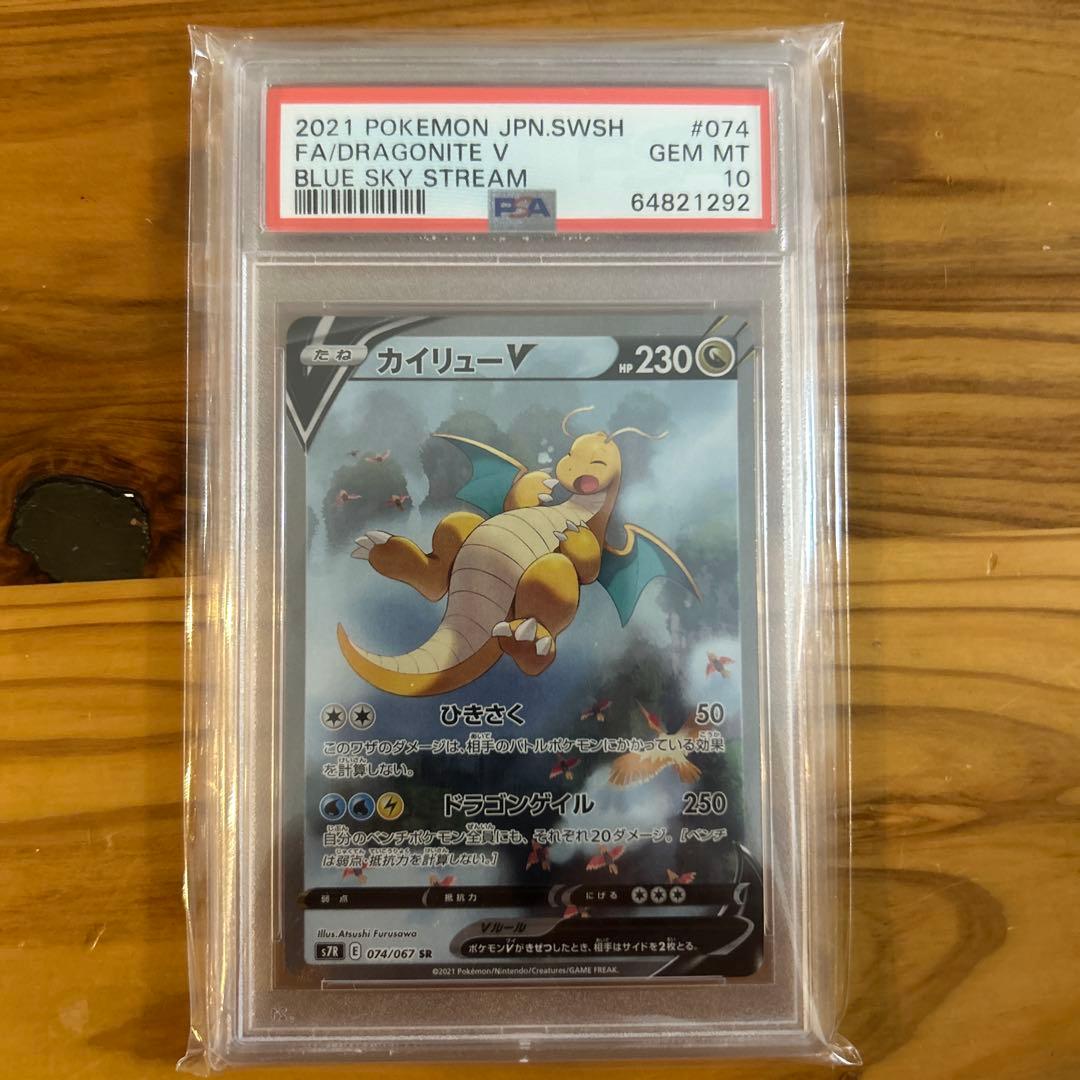 2021 POKEMON JPN.SWSH #074
FA/DRAGONITE V GEM MT
BLUE SKY STREAM 10
PSA 64821292
たね カイリューV HP 230
ひきさく 50
このワザのダメージは、相手のバトルポケモンにかかっている効果
を計算しない。
ドラゴンゲイル 250
自分のベンチポケモン全員にも、それぞれ20ダメージ。[ベンチ
は弱点・抵抗力を計算しない。]
弱点 抵抗力 にげる
Illus.Atsushi Furusawa
Vルール
s7R E 074/067 SR
ポケモンVがきぜつしたとき、相手はサイドを2枚とる。
©2021 Pokémon/Nintendo/Creatures/GAME FREAK.